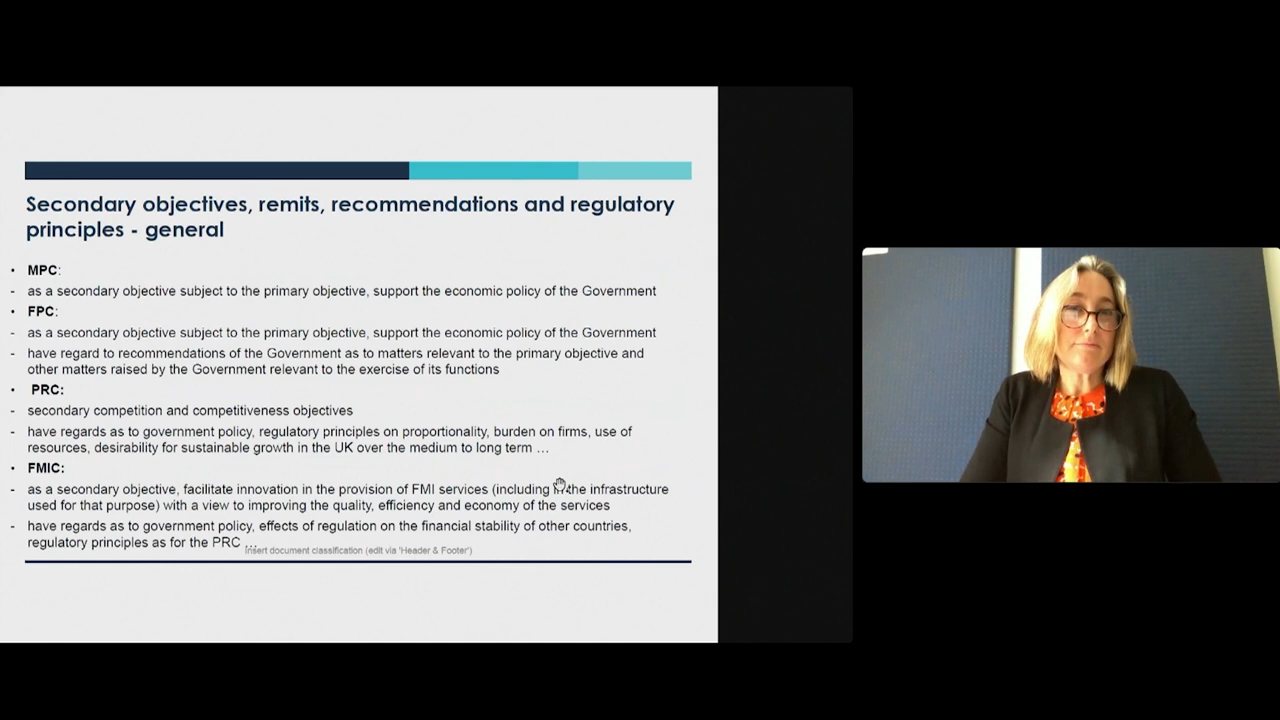 Secondary objectives, remits, recommendations and regulatory
principles - general
• MPC:
- as a secondary objective subject to the primary objective, support the economic policy of the Government
• FPC:
- as a secondary objective subject to the primary objective, support the economic policy of the Government
- have regard to recommendations of the Government as to matters relevant to the primary objective and
other matters raised by the Government relevant to the exercise of its functions
• PRC:
- secondary competition and competitiveness objectives
- have regards as to government policy, regulatory principles on proportionality, burden on firms, use of
resources, desirability for sustainable growth in the UK over the medium to long term …
• FMIC:
- as a secondary objective, facilitate innovation in the provision of FMI services (including in the infrastructure
used for that purpose) with a view to improving the quality, efficiency and economy of the services
- have regards as to government policy, effects of regulation on the financial stability of other countries,
regulatory principles as for the PRC …
Insert document classification (edit via 'Header & Footer')